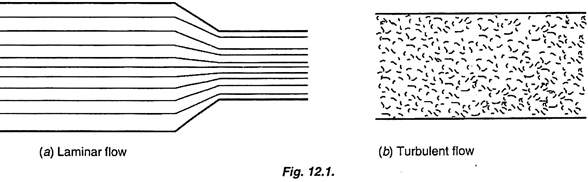 (a) Laminar flow
(b) Turbulent flow
Fig. 12.1.